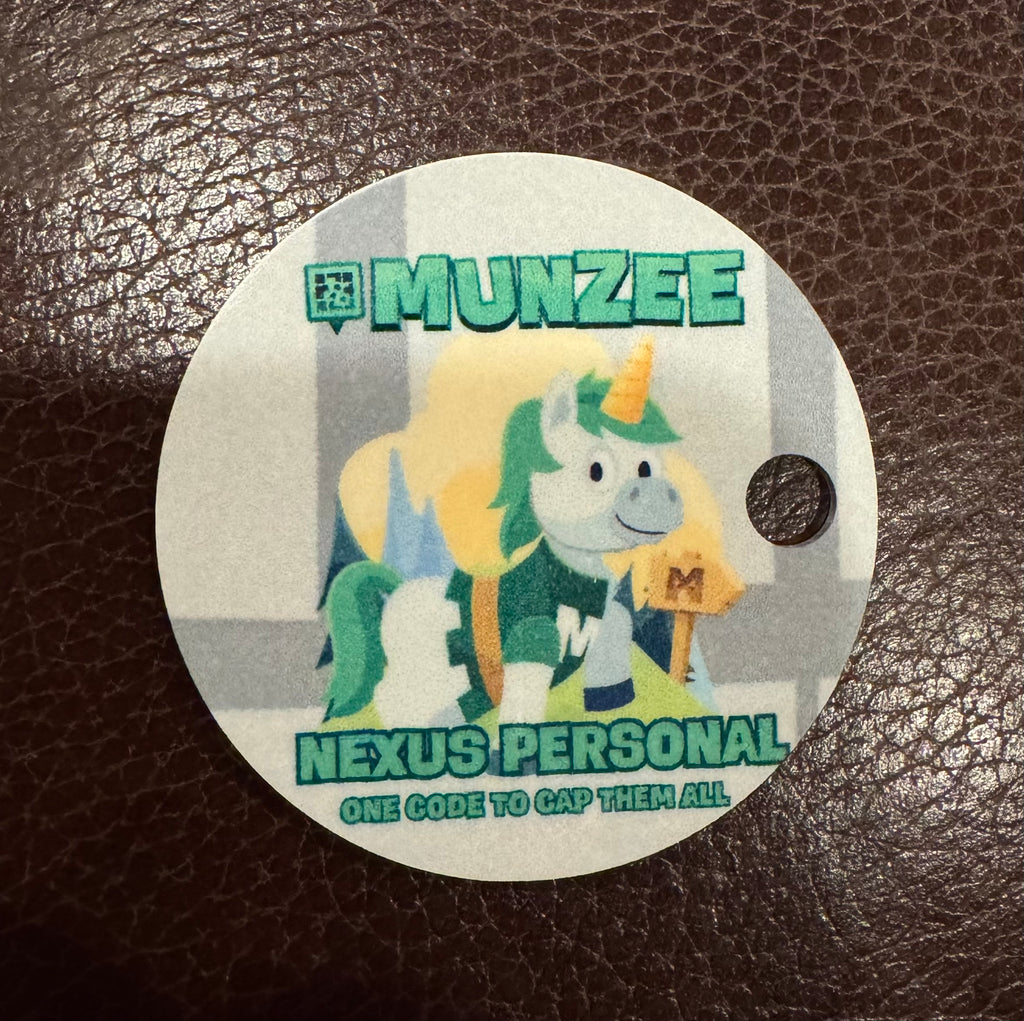 MUNZEE
M
M
NEXUS PERSONAL
ONE CODE TO CAP THEM ALL